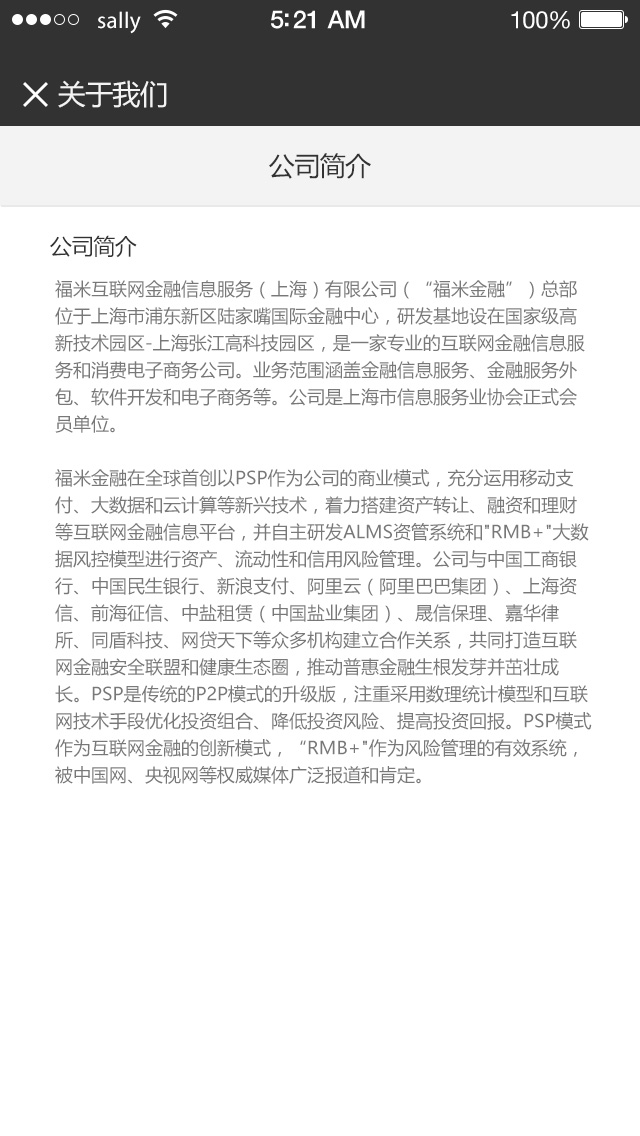 sally
5:21 AM
100%
关于我们
公司简介
公司简介
福米互联网金融信息服务(上海)有限公司(“福米金融”)总部
位于上海市浦东新区陆家嘴国际金融中心，研发基地设在国家级高
新技术园区-上海张江高科技园区，是一家专业的互联网金融信息服
务和消费电子商务公司。业务范围涵盖金融信息服务、金融服务外
包、软件开发和电子商务等。公司是上海市信息服务业协会正式会
员单位。
福米金融在全球首创以PSP作为公司的商业模式，充分运用移动支
付、大数据和云计算等新兴技术，着力搭建资产转让、融资和理财
等互联网金融信息平台，并自主研发ALMS资管系统和"RMB+"大数
据风控模型进行资产、流动性和信用风险管理。公司与中国工商银
行、中国民生银行、新浪支付、阿里云(阿里巴巴集团)、上海资
信、前海征信、中盐租赁(中国盐业集团)、晟信保理、嘉华律
所、同盾科技、网贷天下等众多机构建立合作关系，共同打造互联
网金融安全联盟和健康生态圈，推动普惠金融生根发芽并茁壮成
长。PSP是传统的P2P模式的升级版，注重采用数理统计模型和互联
网技术手段优化投资组合、降低投资风险、提高投资回报。PSP模式
作为互联网金融的创新模式，“RMB+"作为风险管理的有效系统，
被中国网、央视网等权威媒体广泛报道和肯定。